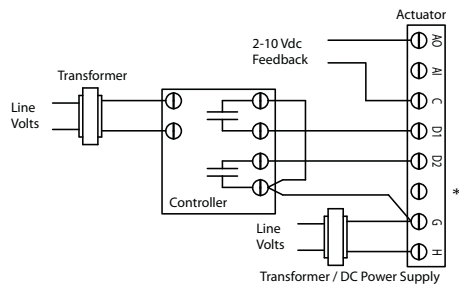 Actuator
2-10 Vdc
Feedback
AO
AI
C
D1
D2
*
G
H
Transformer
Line
Volts
Controller
Line
Volts
Transformer / DC Power Supply